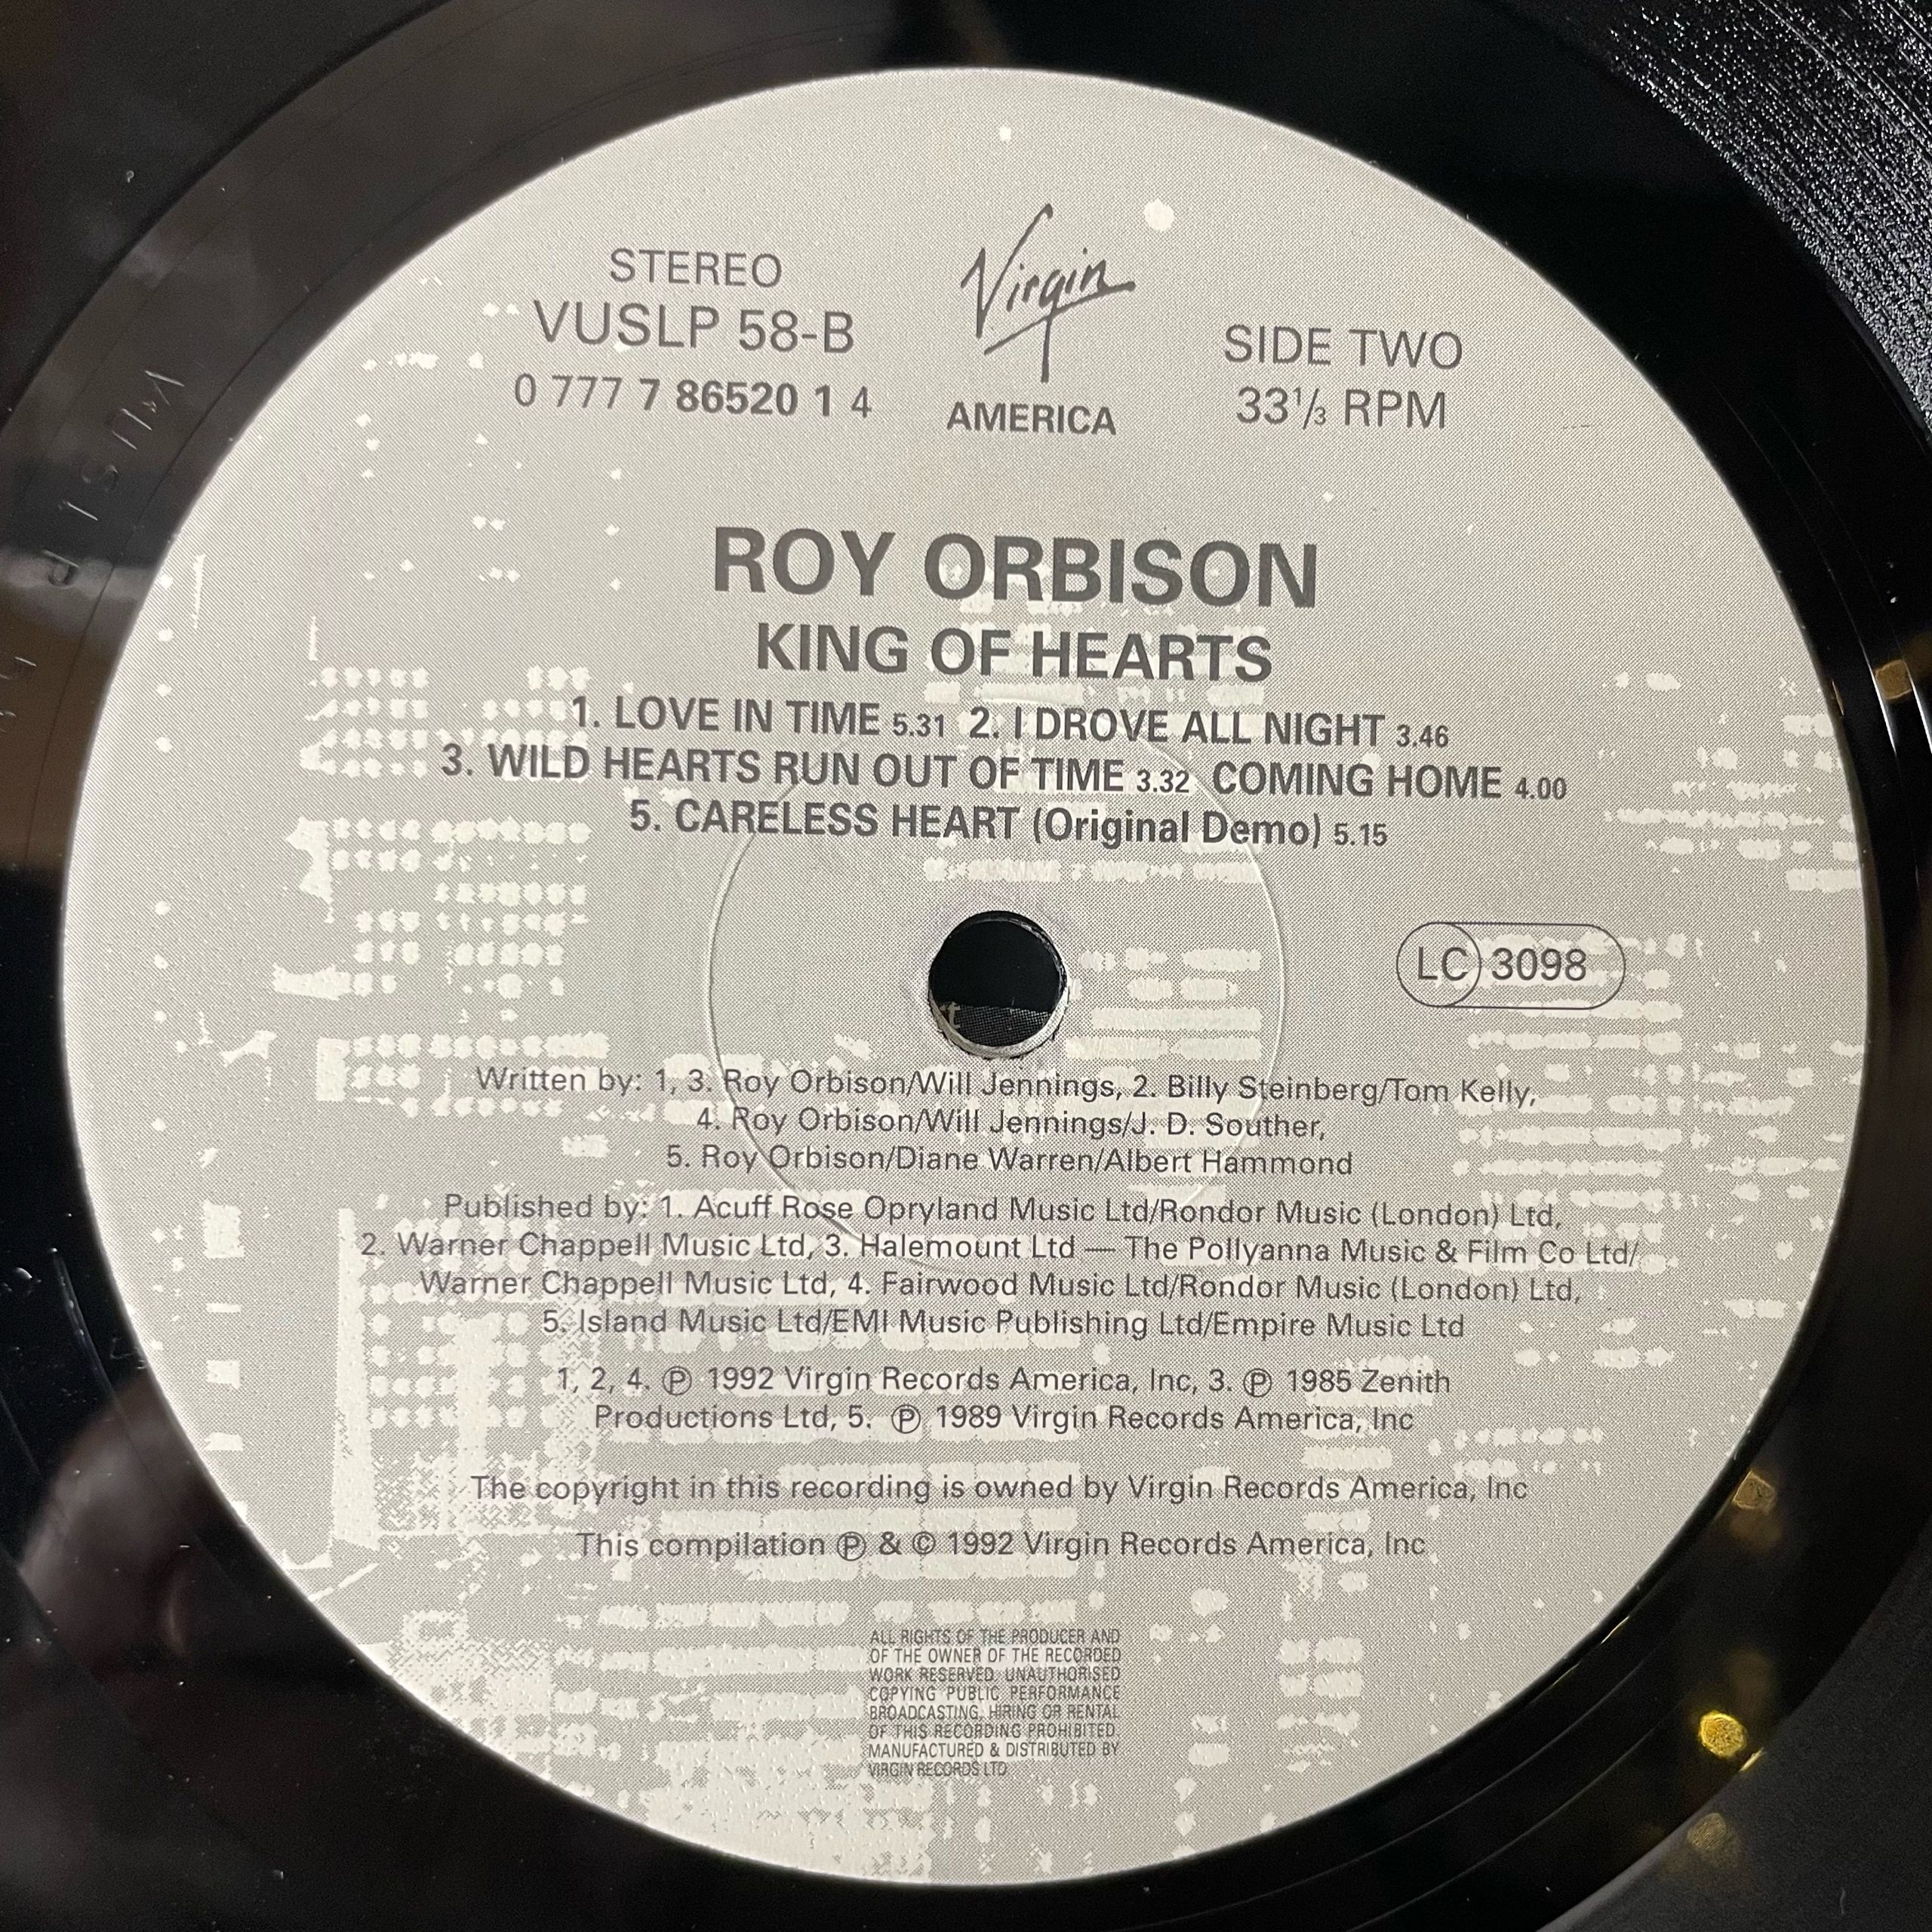 STEREO
VUSLP 58-B
0 777 7 86520 1 4
Virgin
AMERICA
SIDE TWO
33⅓ RPM
ROY ORBISON
KING OF HEARTS
1. LOVE IN TIME 5.31 2. I DROVE ALL NIGHT 3.46
3. WILD HEARTS RUN OUT OF TIME 3.32 COMING HOME 4.00
5. CARELESS HEART (Original Demo) 5.15
LC 3098
Written by: 1, 3. Roy Orbison/Will Jennings, 2. Billy Steinberg/Tom Kelly,
4. Roy Orbison/Will Jennings/J. D. Souther,
5. Roy Orbison/Diane Warren/Albert Hammond
Published by: 1. Acuff Rose Opryland Music Ltd/Rondor Music (London) Ltd,
2. Warner Chappell Music Ltd, 3. Halemount Ltd — The Pollyanna Music & Film Co Ltd/
Warner Chappell Music Ltd, 4. Fairwood Music Ltd/Rondor Music (London) Ltd,
5. Island Music Ltd/EMI Music Publishing Ltd/Empire Music Ltd
1, 2, 4. ℗ 1992 Virgin Records America, Inc, 3. ℗ 1985 Zenith
Productions Ltd, 5. ℗ 1989 Virgin Records America, Inc
The copyright in this recording is owned by Virgin Records America, Inc
This compilation ℗ & © 1992 Virgin Records America, Inc
ALL RIGHTS OF THE PRODUCER AND
OF THE OWNER OF THE RECORDED
WORK RESERVED. UNAUTHORISED
COPYING PUBLIC PERFORMANCE
BROADCASTING, HIRING OR RENTAL
OF THIS RECORDING PROHIBITED.
MANUFACTURED & DISTRIBUTED BY
VIRGIN RECORDS LTD.